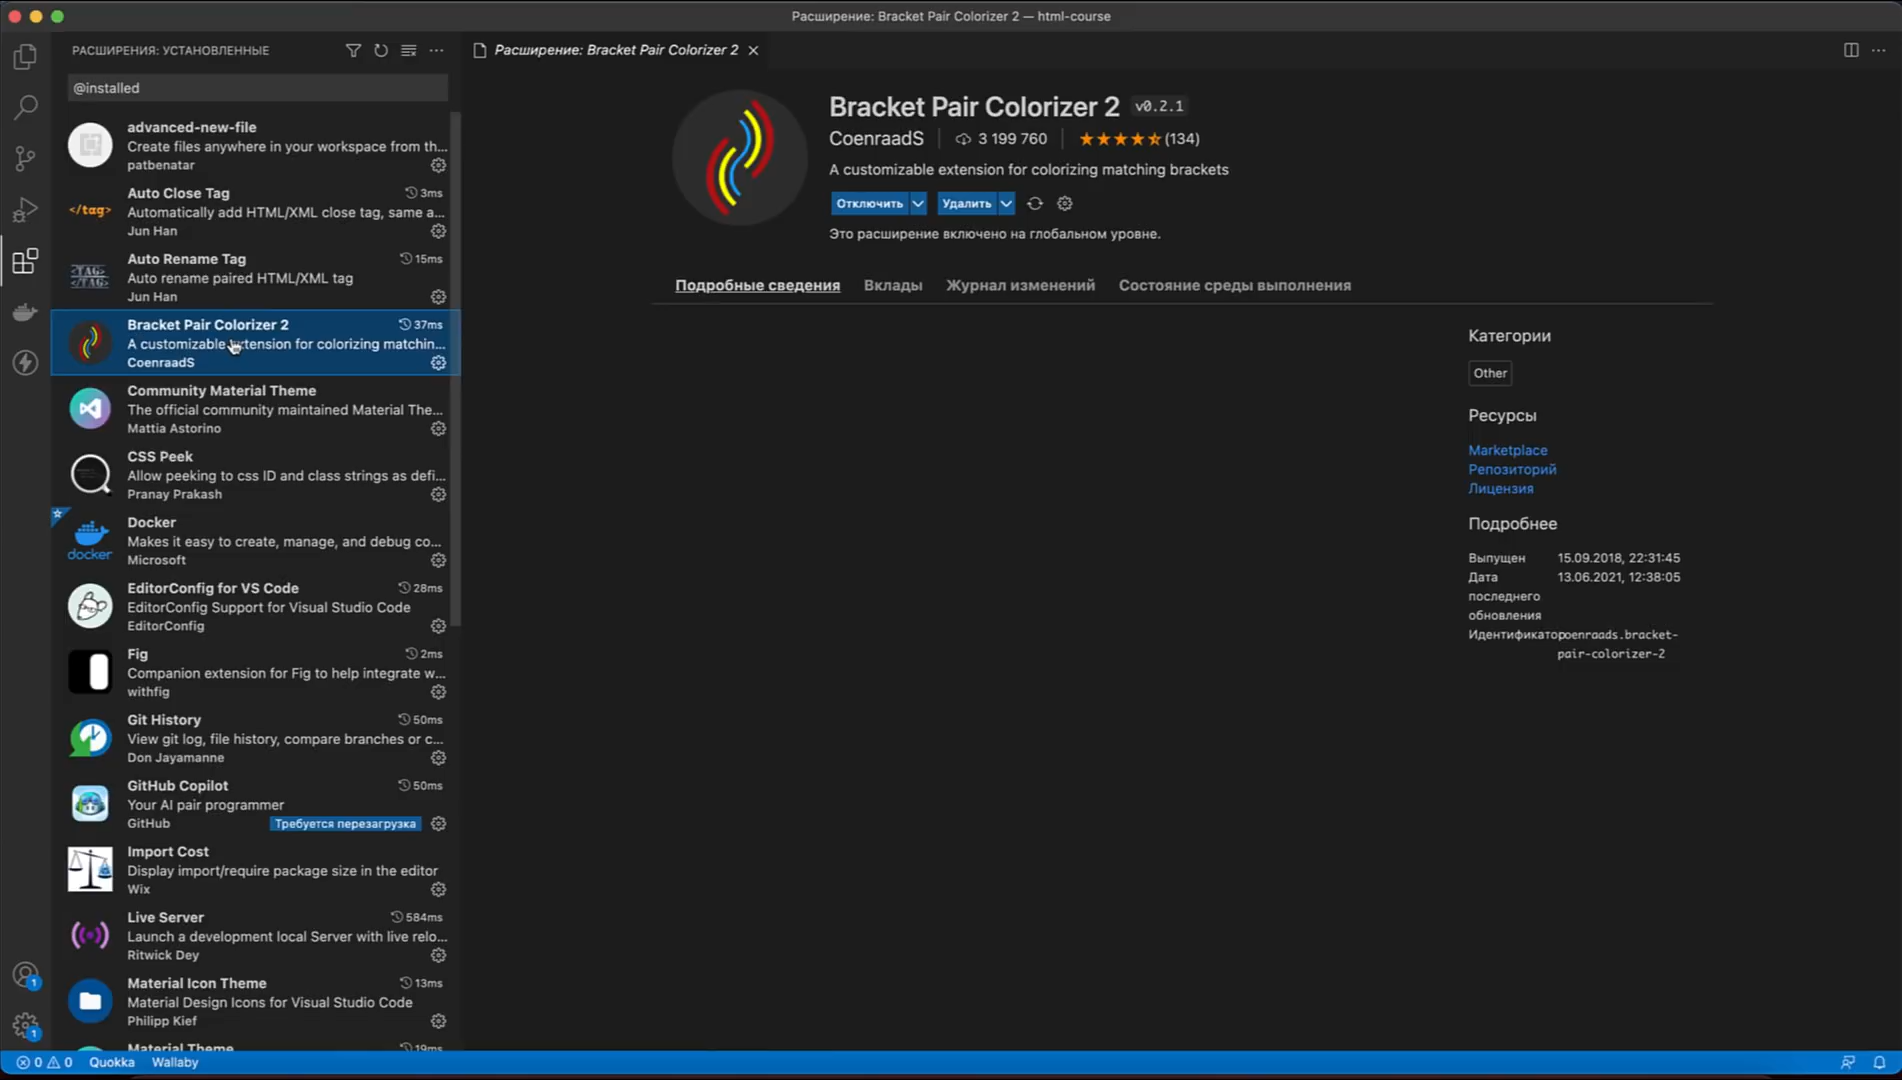 Расширение: Bracket Pair Colorizer 2 — html-course
РАСШИРЕНИЯ: УСТАНОВЛЕННЫЕ
@installed
advanced-new-file
Create files anywhere in your workspace from th...
patbenatar
</tag>
Auto Close Tag
3ms
Automatically add HTML/XML close tag, same a...
Jun Han
<TAG>
</TAG>
Auto Rename Tag
15ms
Auto rename paired HTML/XML tag
Jun Han
Bracket Pair Colorizer 2
37ms
A customizable extension for colorizing matchin...
CoenraadS
Community Material Theme
The official community maintained Material The...
Mattia Astorino
CSS Peek
Allow peeking to css ID and class strings as defi...
Pranay Prakash
docker
Docker
Makes it easy to create, manage, and debug co...
Microsoft
EditorConfig for VS Code
28ms
EditorConfig Support for Visual Studio Code
EditorConfig
Fig
2ms
Companion extension for Fig to help integrate w...
withfig
Git History
50ms
View git log, file history, compare branches or c...
Don Jayamanne
GitHub Copilot
50ms
Your AI pair programmer
GitHub
Требуется перезагрузка
Import Cost
Display import/require package size in the editor
Wix
Live Server
584ms
Launch a development local Server with live relo...
Ritwick Dey
Material Icon Theme
13ms
Material Design Icons for Visual Studio Code
Philipp Kief
Material Theme
19ms
1
1
Расширение: Bracket Pair Colorizer 2
Bracket Pair Colorizer 2
v0.2.1
CoenraadS
3 199 760
(134)
A customizable extension for colorizing matching brackets
Отключить
Удалить
Это расширение включено на глобальном уровне.
Подробные сведения
Вклады
Журнал изменений
Состояние среды выполнения
Категории
Other
Ресурсы
Marketplace
Репозиторий
Лицензия
Подробнее
Выпущен 15.09.2018, 22:31:45
Дата 13.06.2021, 12:38:05
последнего
обновления
Идентификатор coenraads.bracket-
pair-colorizer-2
0 0 Quokka Wallaby